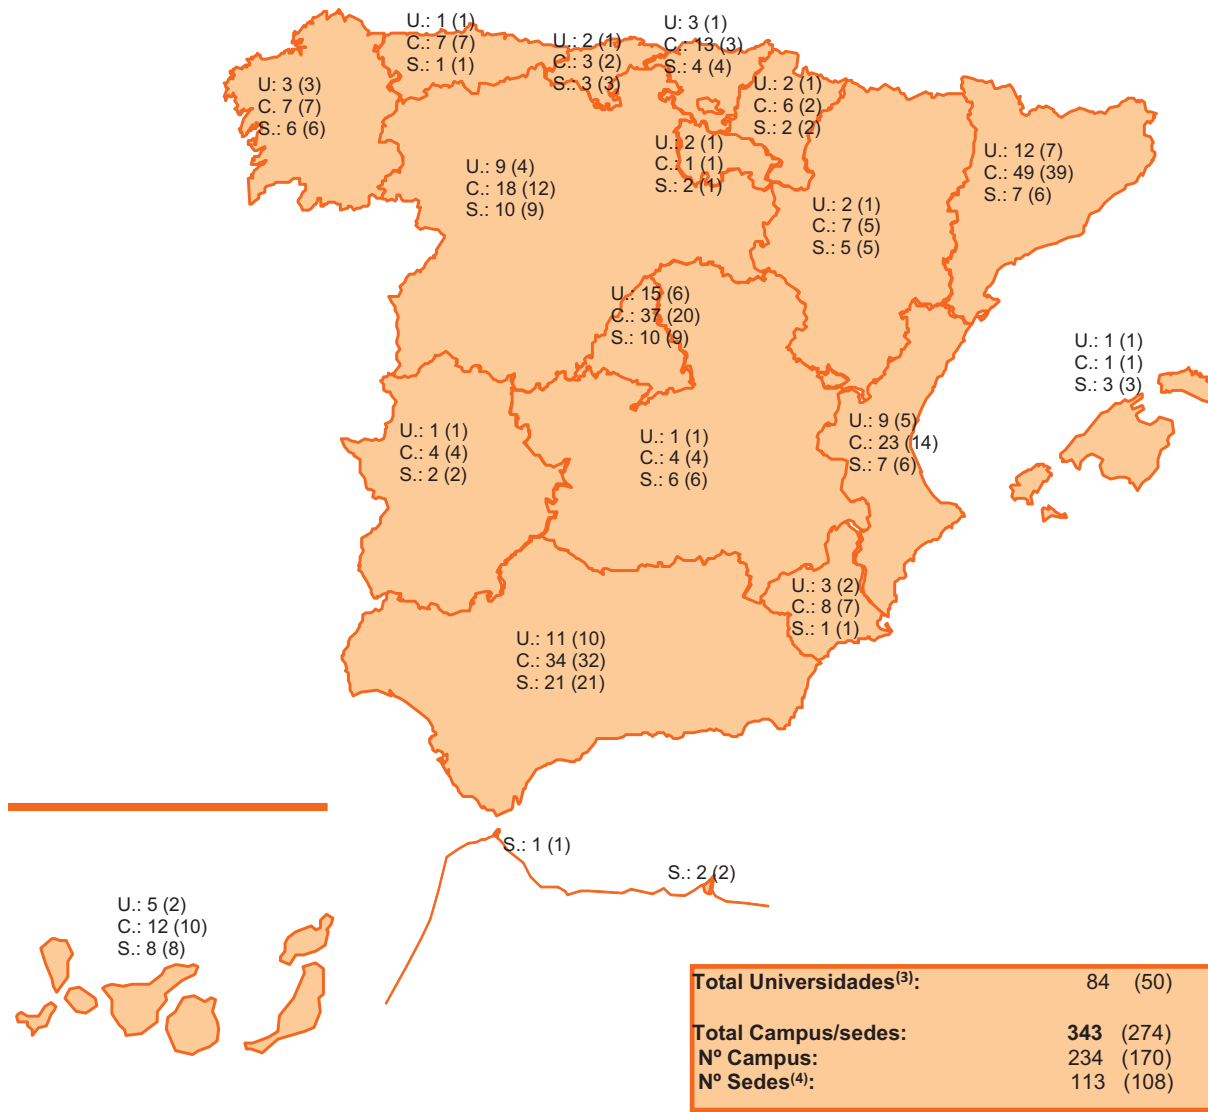 U.: 1 (1)
C.: 7 (7)
S.: 1 (1)
U.: 2 (1)
C.: 3 (2)
S.: 3 (3)
U: 3 (1)
C.: 13 (3)
S.: 4 (4)
U: 3 (3)
C. 7 (7)
S.: 6 (6)
U.: 2 (1)
C.: 6 (2)
S.: 2 (2)
U.: 2 (1)
C.: 1 (1)
S.: 2 (1)
U.: 12 (7)
C.: 49 (39)
S.: 7 (6)
U.: 9 (4)
C.: 18 (12)
S.: 10 (9)
U.: 2 (1)
C.: 7 (5)
S.: 5 (5)
U.: 15 (6)
C.: 37 (20)
S.: 10 (9)
U.: 1 (1)
C.: 1 (1)
S.: 3 (3)
U.: 1 (1)
C.: 4 (4)
S.: 2 (2)
U.: 1 (1)
C.: 4 (4)
S.: 6 (6)
U.: 9 (5)
C.: 23 (14)
S.: 7 (6)
U.: 3 (2)
C.: 8 (7)
S.: 1 (1)
U.: 11 (10)
C.: 34 (32)
S.: 21 (21)
S.: 1 (1)
S.: 2 (2)
U.: 5 (2)
C.: 12 (10)
S.: 8 (8)
Total Universidades(3): 84 (50)
Total Campus/sedes: 343 (274)
Nº Campus: 234 (170)
Nº Sedes(4): 113 (108)